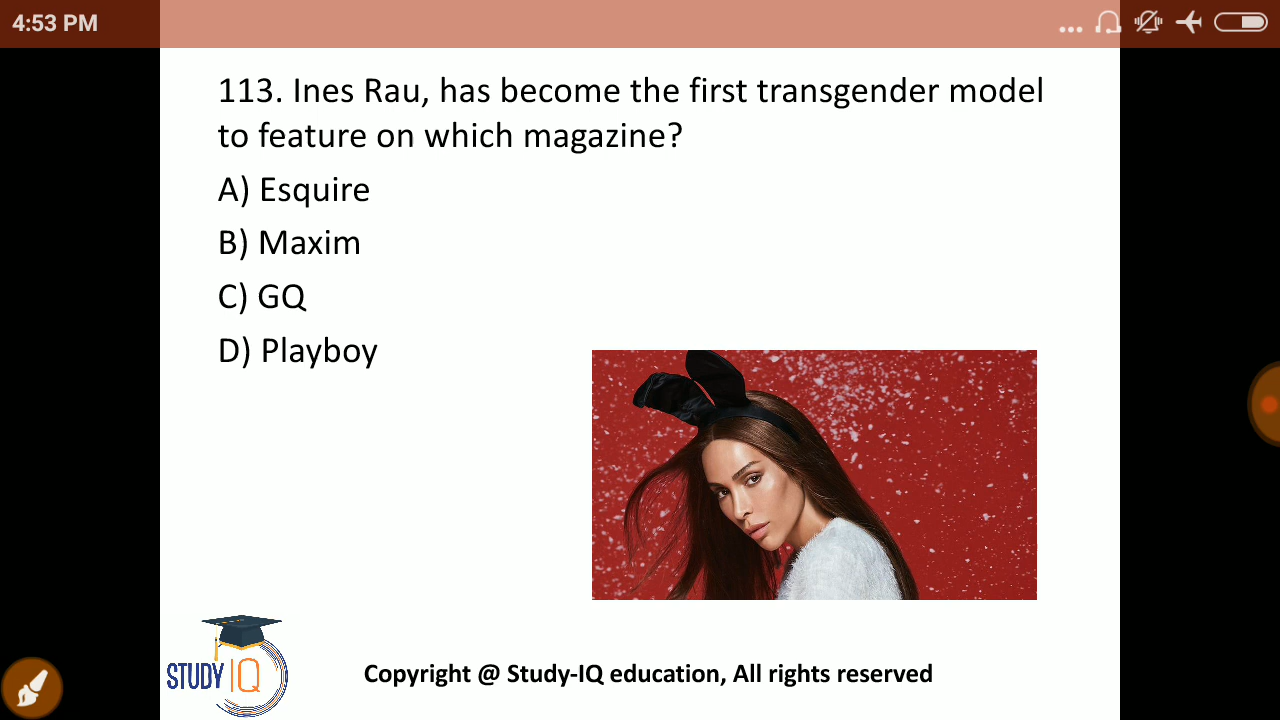 4:53 PM
113. Ines Rau, has become the first transgender model
to feature on which magazine?
A) Esquire
B) Maxim
C) GQ
D) Playboy
STUDY IQ
Copyright @ Study-IQ education, All rights reserved